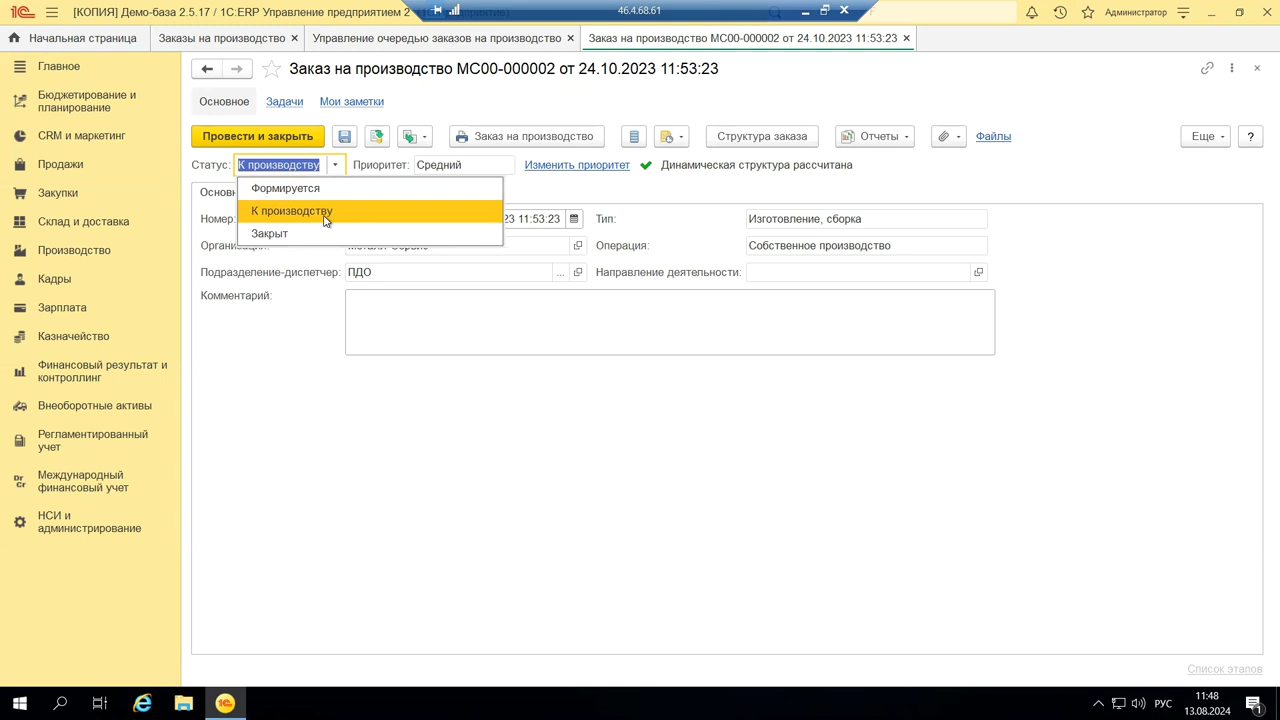 [КОПИЯ] Демо-база 2.5.17 / 1С:ERP Управление предприятием 2
46.4.68.61
Администратор
Начальная страница
Заказы на производство
Управление очередью заказов на производство
Заказ на производство МС00-000002 от 24.10.2023 11:53:23
Главное
Бюджетирование и
планирование
CRM и маркетинг
Продажи
Закупки
Склад и доставка
Производство
Кадры
Зарплата
Казначейство
Финансовый результат и
контроллинг
Внеоборотные активы
Регламентированный
учет
Международный
финансовый учет
НСИ и
администрирование
Заказ на производство МС00-000002 от 24.10.2023 11:53:23
Основное Задачи Мои заметки
Провести и закрыть Заказ на производство Структура заказа Отчеты Файлы Еще ?
Статус: К производству Приоритет: Средний Изменить приоритет Динамическая структура рассчитана
Формируется
К производству
Закрыт
Номер: 23 11:53:23 Тип: Изготовление, сборка
Операция: Собственное производство
Подразделение-диспетчер: ПДО ... Направление деятельности:
Комментарий:
Список этапов
РУС
11:48
13.08.2024
1